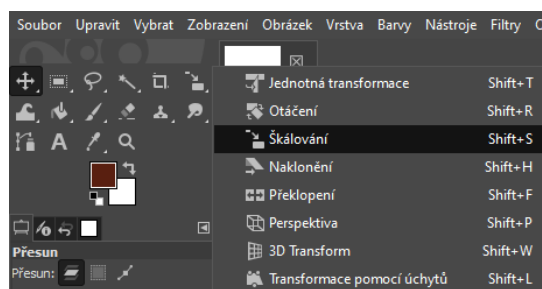 Soubor Upravit Vybrat Zobrazení Obrázek Vrstva Barvy Nástroje Filtry
Jednotná transformace Shift+T
Otáčení Shift+R
Škálování Shift+S
Naklonění Shift+H
Překlopení Shift+F
Perspektiva Shift+P
3D Transform Shift+W
Transformace pomocí úchytů Shift+L
Přesun
Přesun: